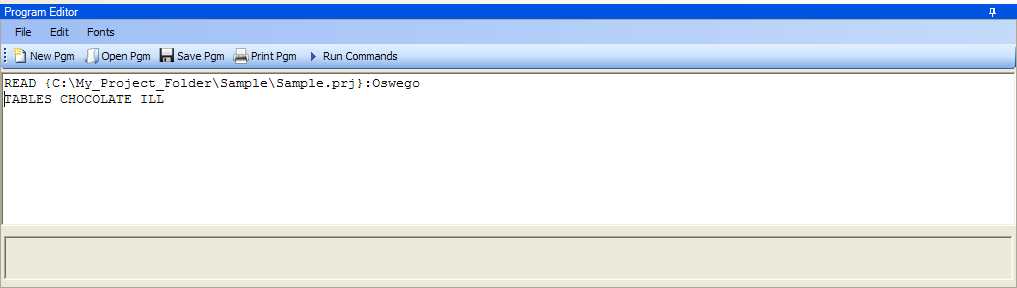 Program Editor
File Edit Fonts
New Pgm Open Pgm Save Pgm Print Pgm Run Commands
READ {C:\My_Project_Folder\Sample\Sample.prj}:Oswego
TABLES CHOCOLATE ILL